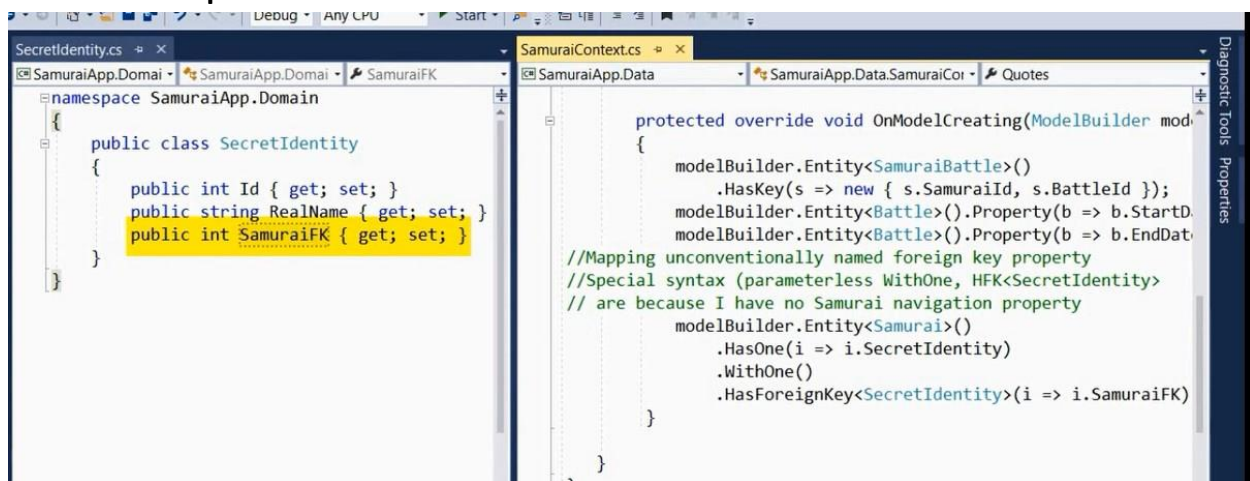 Debug
Any CPU
Start
SecretIdentity.cs
SamuraiApp.Domai
SamuraiApp.Domai
SamuraiFK
namespace SamuraiApp.Domain
{
public class SecretIdentity
{
public int Id { get; set; }
public string RealName { get; set; }
public int SamuraiFK { get; set; }
}
}
SamuraiContext.cs
SamuraiApp.Data
SamuraiApp.Data.SamuraiCo
Quotes
protected override void OnModelCreating(ModelBuilder mod
{
modelBuilder.Entity<SamuraiBattle>()
.HasKey(s => new { s.SamuraiId, s.BattleId });
modelBuilder.Entity<Battle>().Property(b => b.StartD
modelBuilder.Entity<Battle>().Property(b => b.EndDat
//Mapping unconventionally named foreign key property
//Special syntax (parameterless WithOne, HFK<SecretIdentity>
// are because I have no Samurai navigation property
modelBuilder.Entity<Samurai>()
.HasOne(i => i.SecretIdentity)
.WithOne()
.HasForeignKey<SecretIdentity>(i => i.SamuraiFK)
}
}
Diagnostic Tools
Properties